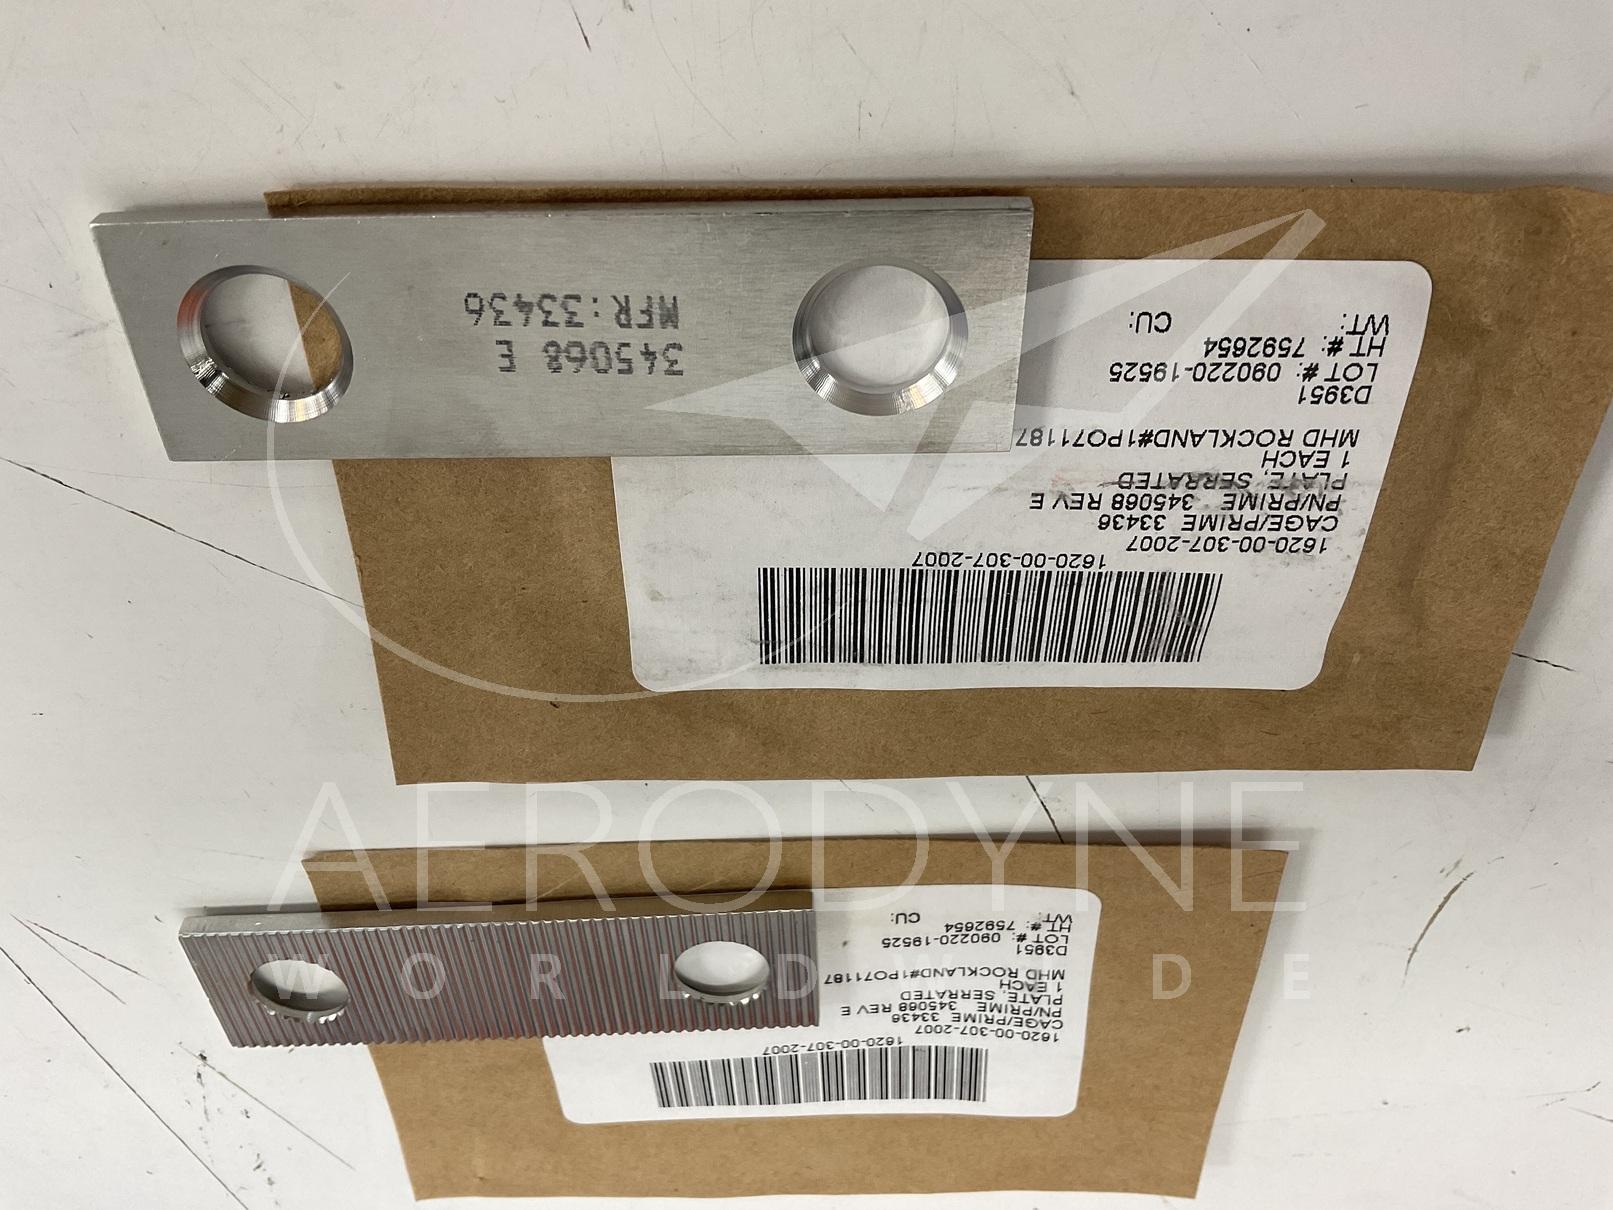 345068 E
MFR:33436
1620-00-307-2007
1620-00-307-2007
CAGE/PRIME 33436
PN/PRIME 345068 REV E
PLATE, SERRATED
1 EACH
MHD ROCKLAND#1PO71187
D3951
LOT #: 090220-19525
HT #: 7592654
WT: CU:
1620-00-307-2007
1620-00-307-2007
CAGE/PRIME 33436
PN/PRIME 345068 REV E
PLATE, SERRATED
1 EACH
MHD ROCKLAND#1PO71187
D3951
LOT #: 090220-19525
HT #: 7592654
WT: CU:
AERODYNE
WORLDWIDE